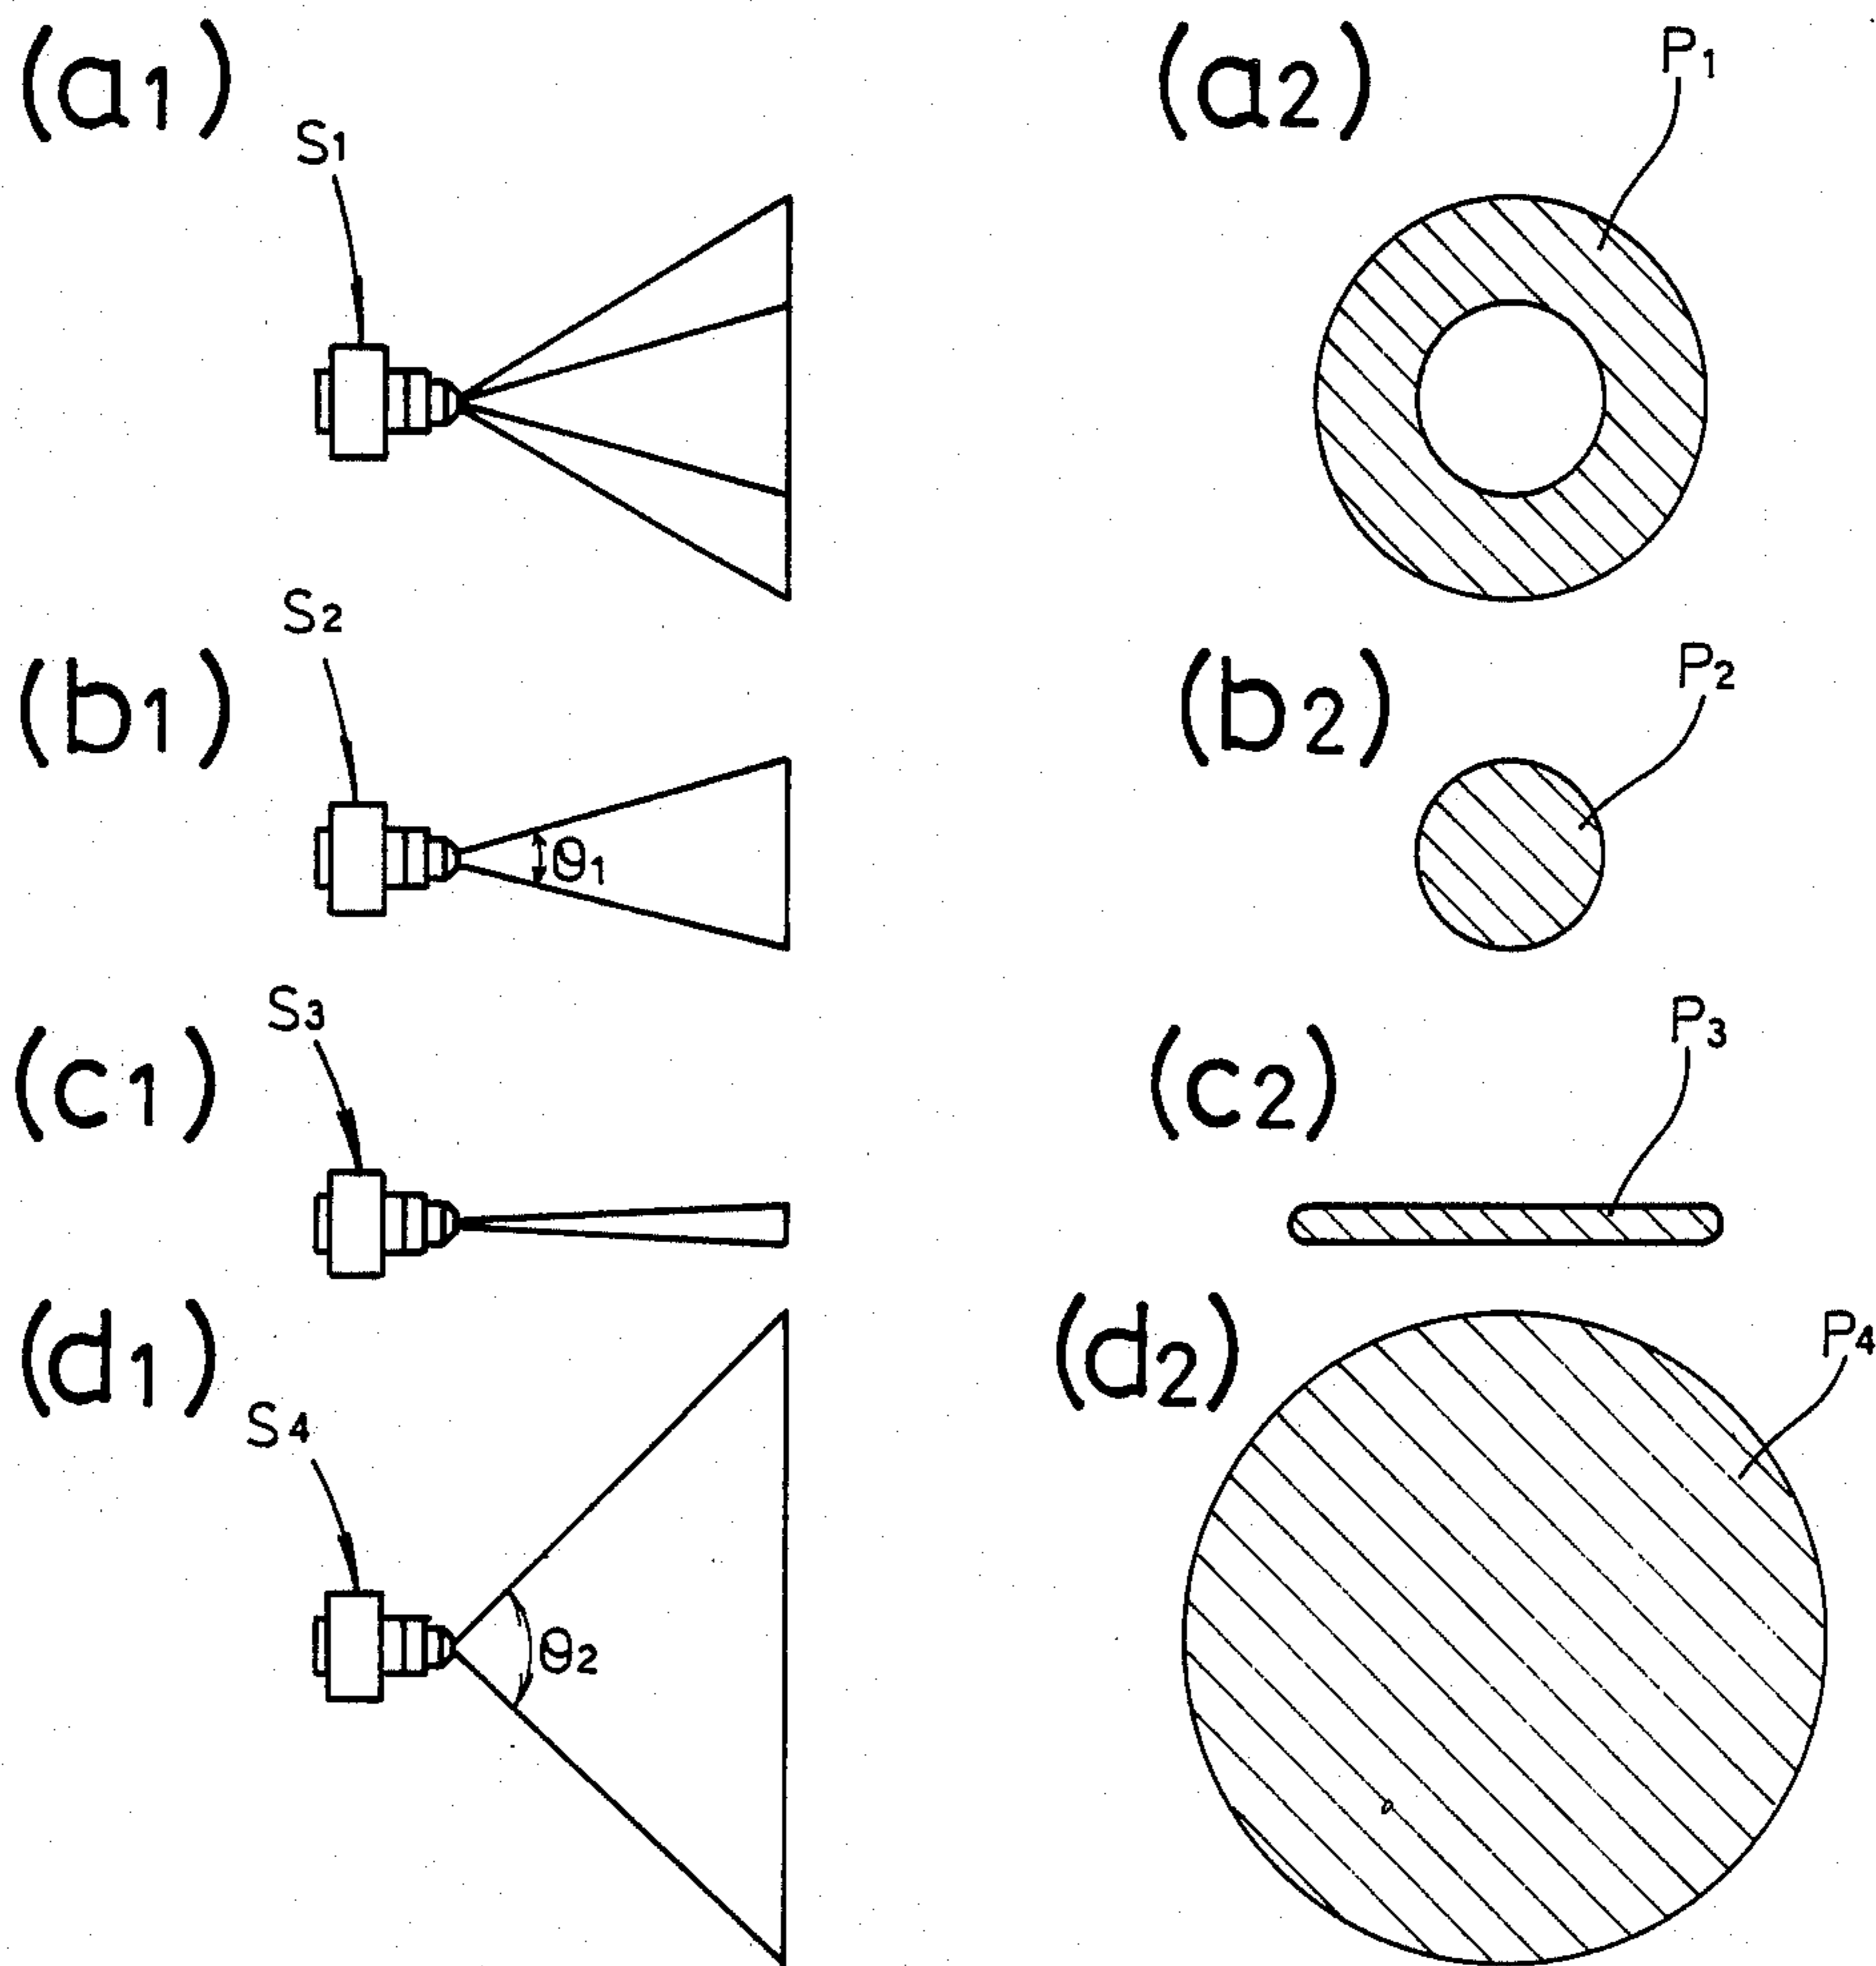 (a1)
S1
(a2)
P1
(b1)
S2
θ1
(b2)
P2
(c1)
S3
(c2)
P3
(d1)
S4
θ2
(d2)
P4